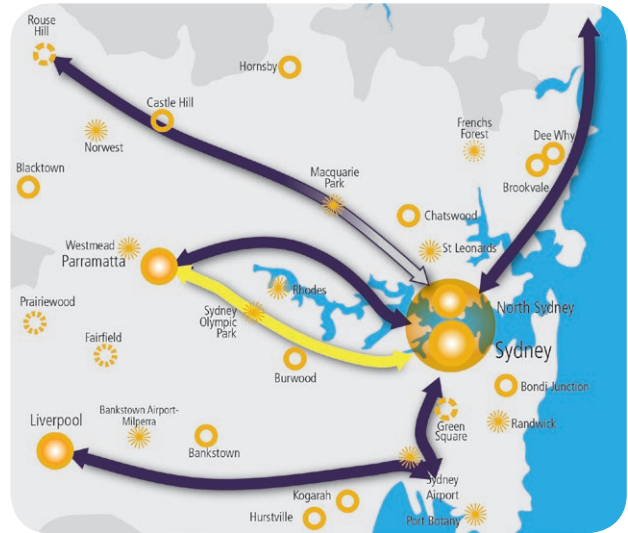 Rouse
Hill
Hornsby
Castle Hill
Norwest
Frenchs
Forest
Dee Why
Blacktown
Macquarie
Park
Brookvale
Chatswood
Westmead
Parramatta
St Leonards
Rhodes
North Sydney
Prairiewood
Sydney
Olympic
Park
Fairfield
Sydney
Burwood
Bondi Junction
Liverpool
Bankstown Airport-
Milperra
Green
Square
Randwick
Bankstown
Sydney
Airport
Kogarah
Hurstville
Port Botany